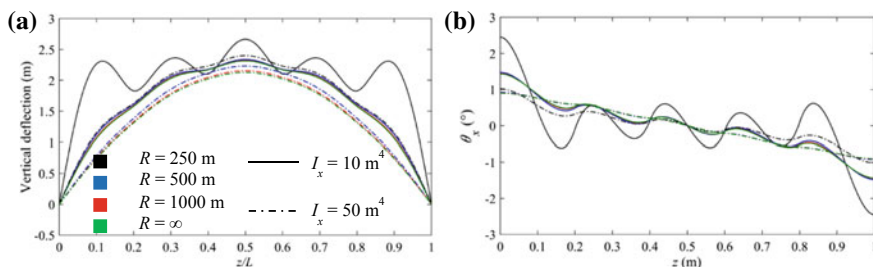 (a)
Vertical deflection (m)
3
2.5
2
1.5
1
0.5
0
-0.5
R = 250 m
R = 500 m
R = 1000 m
R = ∞
I_x = 10 m⁴
I_x = 50 m⁴
0 0.1 0.2 0.3 0.4 0.5 0.6 0.7 0.8 0.9 1
z/L
(b)
θ_x (°)
3
2
1
0
-1
-2
-3
0 0.1 0.2 0.3 0.4 0.5 0.6 0.7 0.8 0.9 1
z (m)